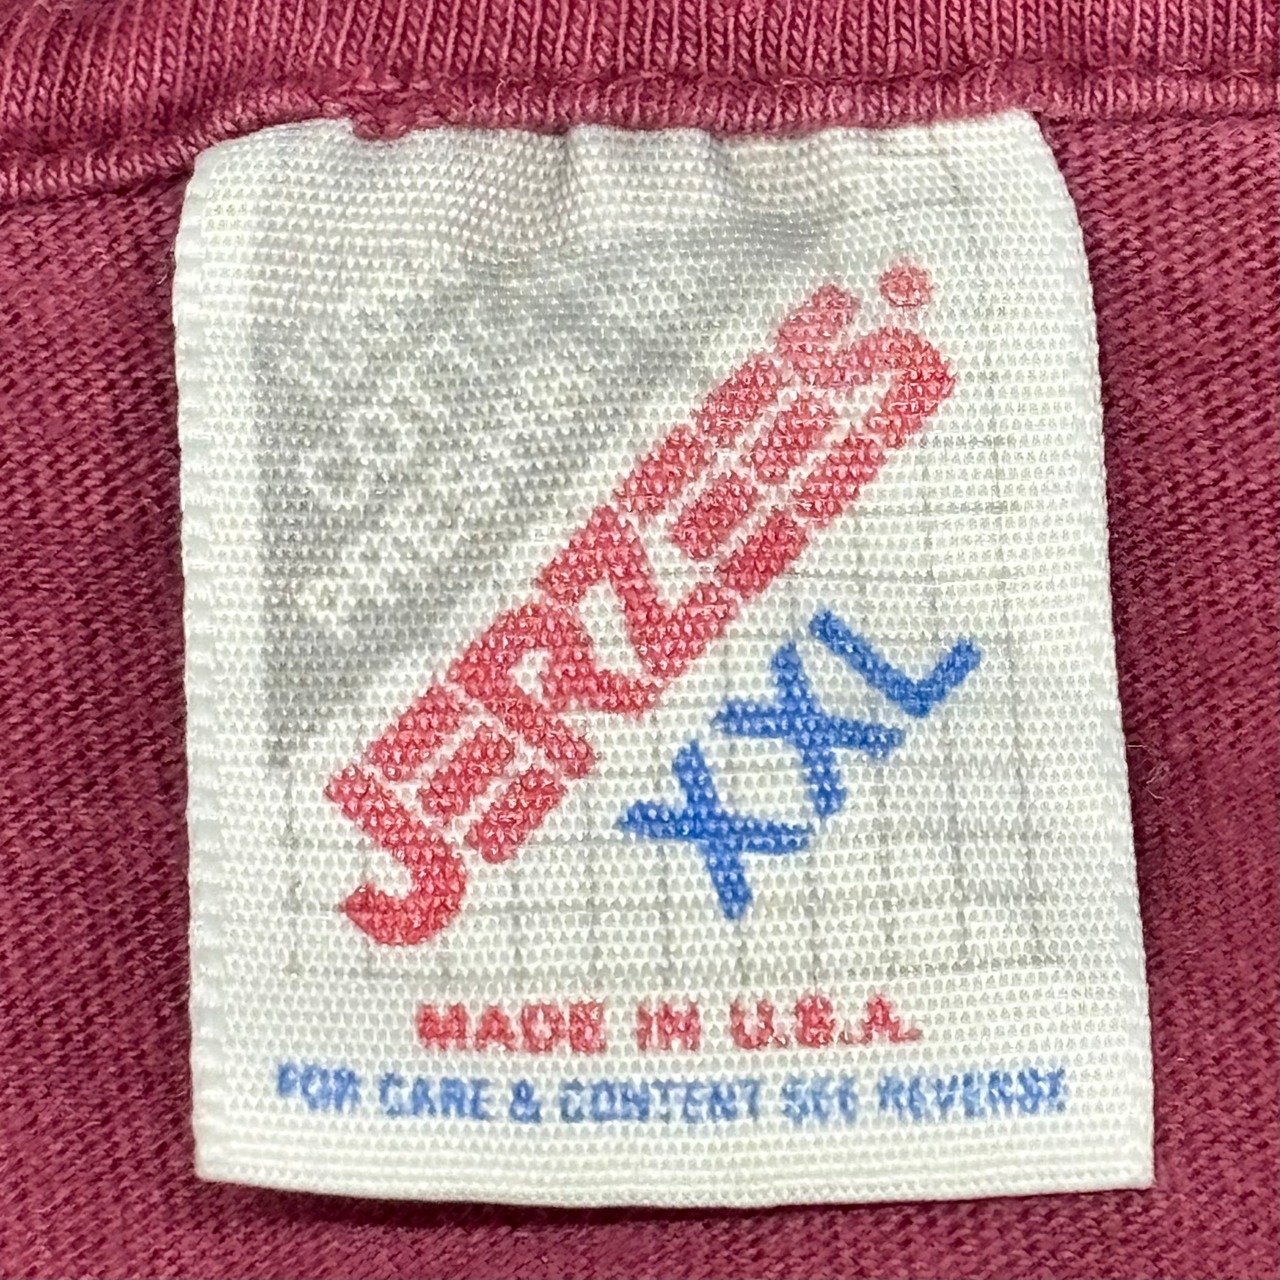 JERZEES
XXL
MADE IN U.S.A.
FOR CARE & CONTENT SEE REVERSE